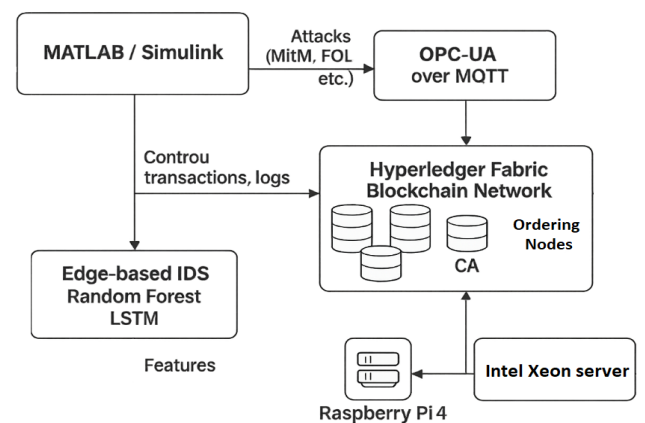 MATLAB / Simulink
Attacks
(MitM, FOL
etc.)
OPC-UA
over MQTT
Controu
transactions, logs
Hyperledger Fabric
Blockchain Network
Ordering
Nodes
CA
Edge-based IDS
Random Forest
LSTM
Features
Intel Xeon server
Raspberry Pi 4